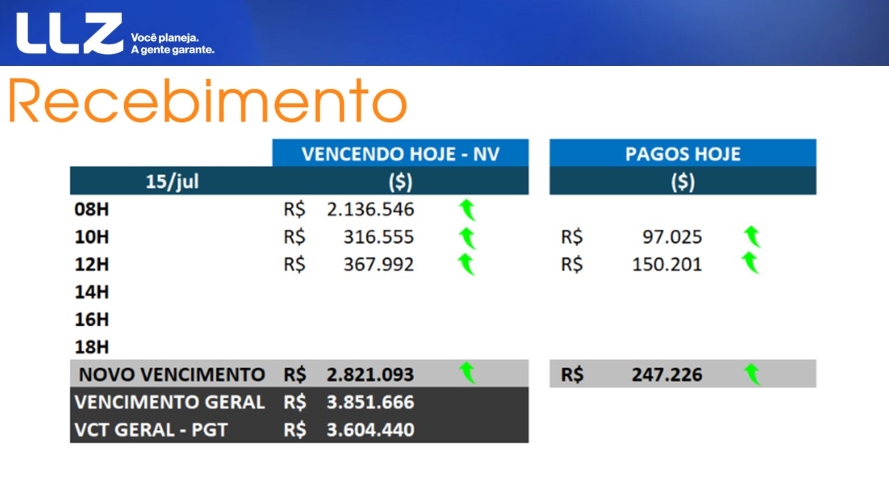 LLZ Você planeja.
A gente garante.
Recebimento
VENCENDO HOJE - NV PAGOS HOJE
15/jul ($) ($)
08H R$ 2.136.546
10H R$ 316.555 R$ 97.025
12H R$ 367.992 R$ 150.201
14H
16H
18H
NOVO VENCIMENTO R$ 2.821.093 R$ 247.226
VENCIMENTO GERAL R$ 3.851.666
VCT GERAL - PGT R$ 3.604.440